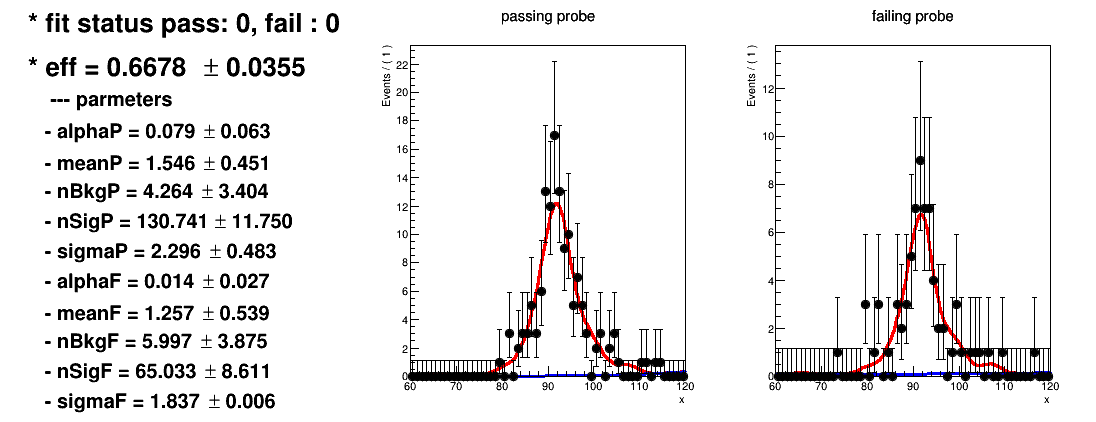 * fit status pass: 0, fail : 0
* eff = 0.6678 ± 0.0355
--- parmeters
- alphaP = 0.079 ± 0.063
- meanP = 1.546 ± 0.451
- nBkgP = 4.264 ± 3.404
- nSigP = 130.741 ± 11.750
- sigmaP = 2.296 ± 0.483
- alphaF = 0.014 ± 0.027
- meanF = 1.257 ± 0.539
- nBkgF = 5.997 ± 3.875
- nSigF = 65.033 ± 8.611
- sigmaF = 1.837 ± 0.006
passing probe
Events / ( 1 )
22
20
18
16
14
12
10
8
6
4
2
0
60 70 80 90 100 110 120
x
failing probe
Events / ( 1 )
12
10
8
6
4
2
0
60 70 80 90 100 110 120
x